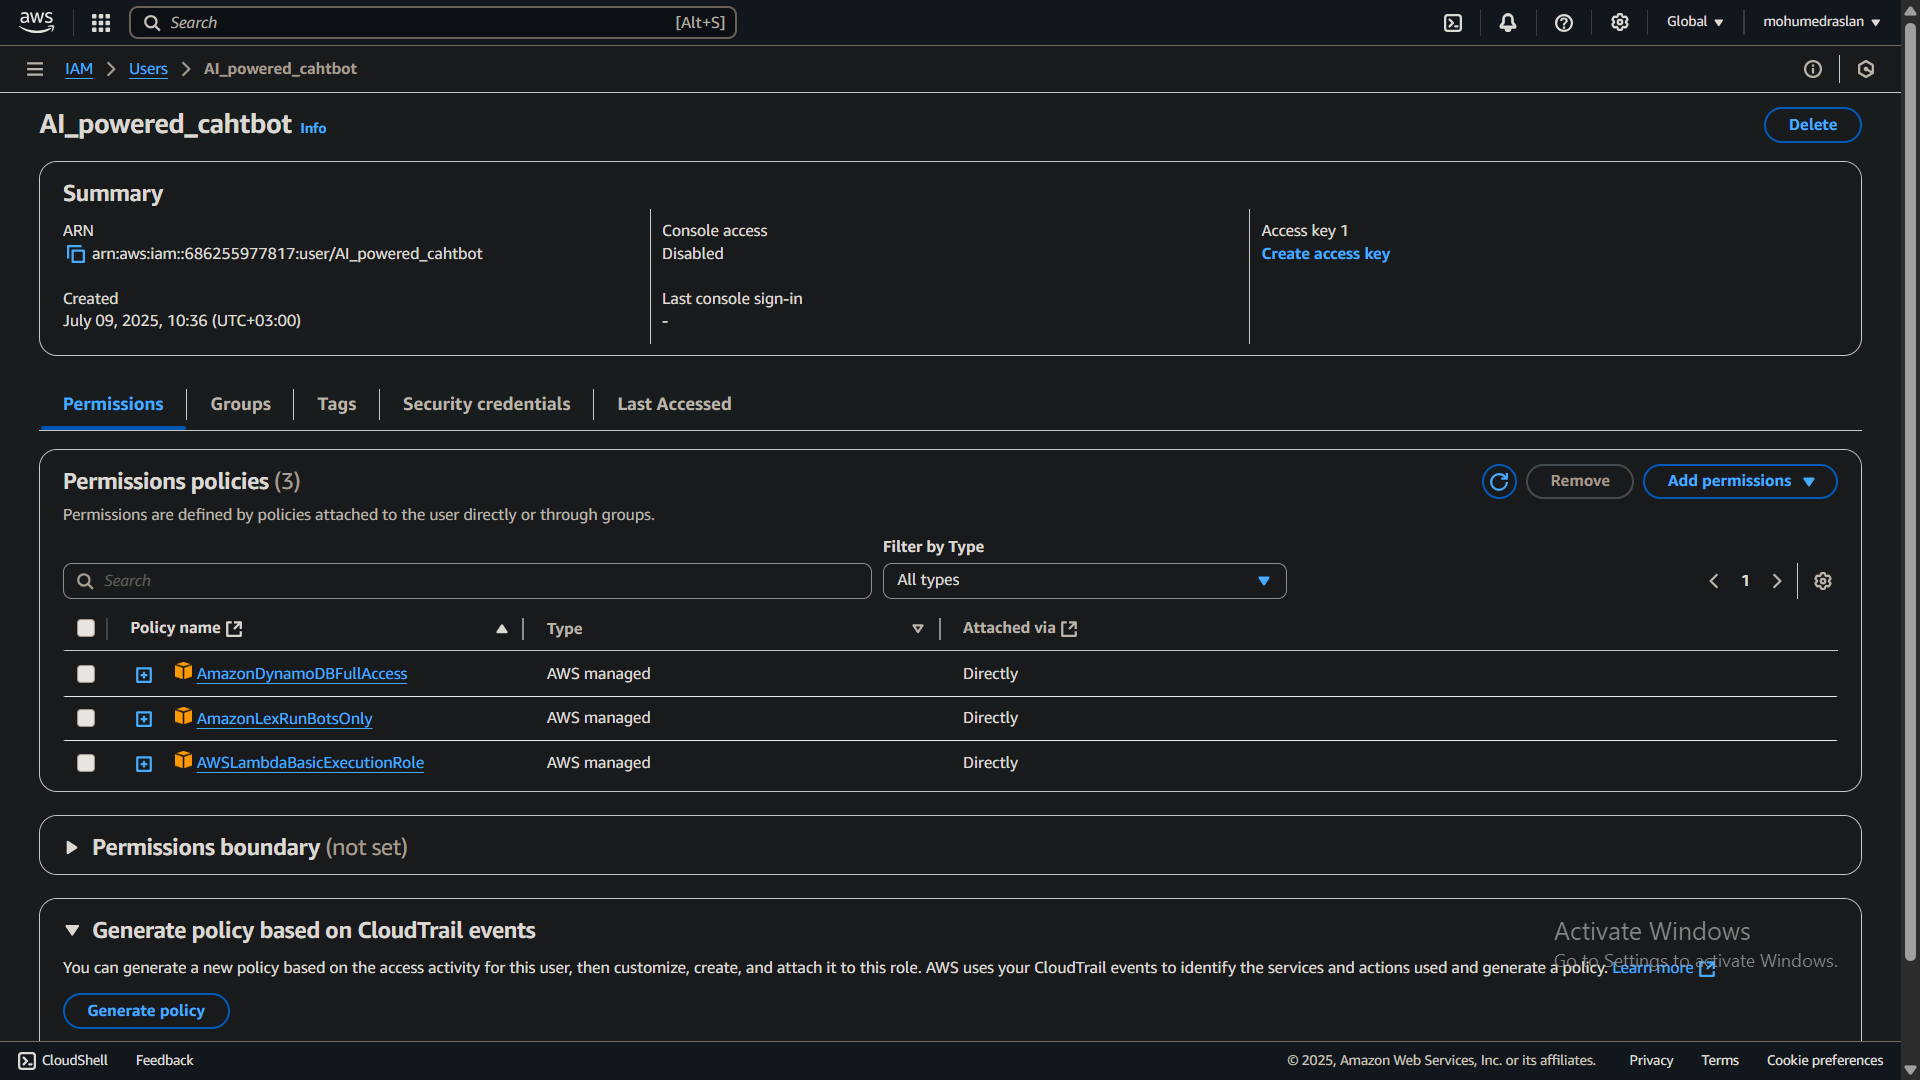 aws
Search [Alt+S]
Global
mohumedraslan
IAM
Users
AI_powered_cahtbot
AI_powered_cahtbot Info
Delete
Summary
ARN
arn:aws:iam::686255977817:user/AI_powered_cahtbot
Created
July 09, 2025, 10:36 (UTC+03:00)
Console access
Disabled
Last console sign-in
-
Access key 1
Create access key
Permissions
Groups
Tags
Security credentials
Last Accessed
Permissions policies (3)
Remove
Add permissions
Permissions are defined by policies attached to the user directly or through groups.
Filter by Type
Search
All types
1
Policy name
Type
Attached via
AmazonDynamoDBFullAccess AWS managed Directly
AmazonLexRunBotsOnly AWS managed Directly
AWSLambdaBasicExecutionRole AWS managed Directly
Permissions boundary (not set)
Generate policy based on CloudTrail events
You can generate a new policy based on the access activity for this user, then customize, create, and attach it to this role. AWS uses your CloudTrail events to identify the services and actions used and generate a policy. Learn more
Generate policy
Activate Windows
Go to Settings to activate Windows.
CloudShell
Feedback
© 2025, Amazon Web Services, Inc. or its affiliates.
Privacy
Terms
Cookie preferences